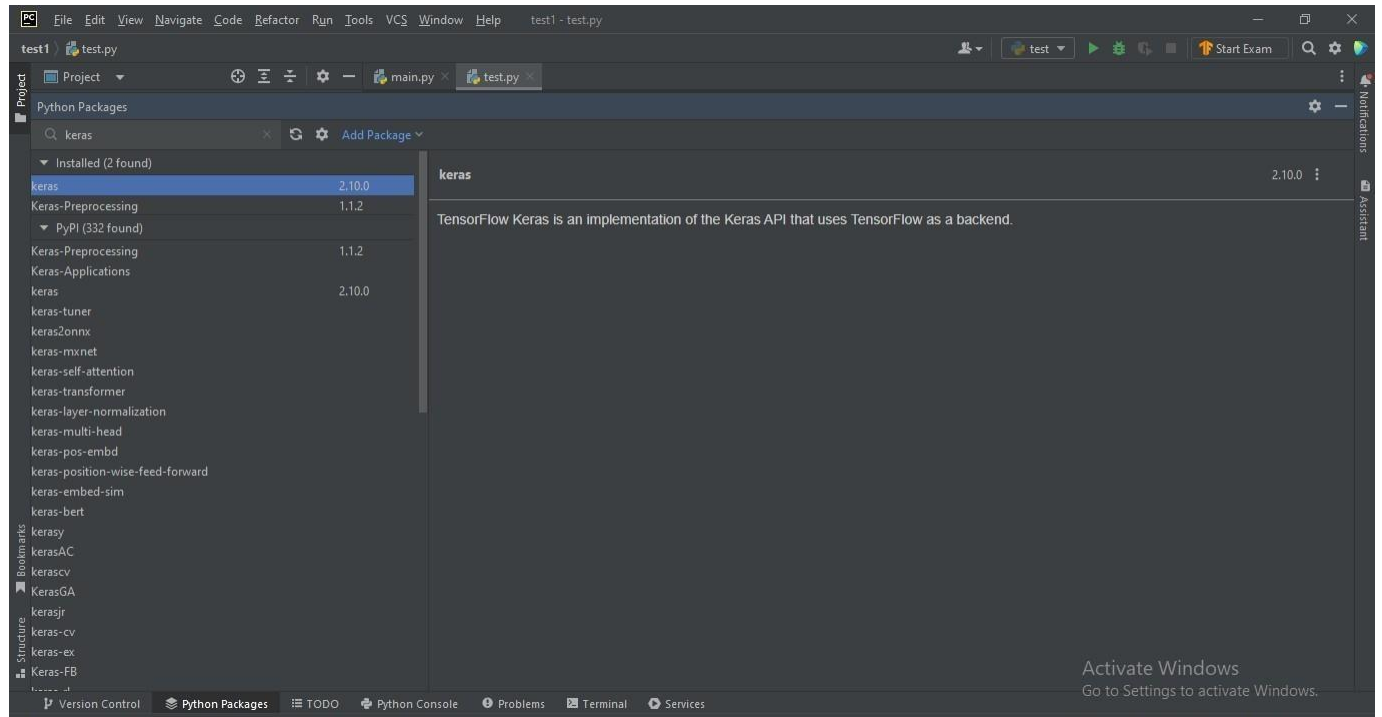 PC File Edit View Navigate Code Refactor Run Tools VCS Window Help test1 - test.py
test1 test.py test Start Exam
Project main.py test.py
Project
Python Packages
keras Add Package
Installed (2 found)
keras 2.10.0
Keras-Preprocessing 1.1.2
PyPI (332 found)
Keras-Preprocessing 1.1.2
Keras-Applications
keras 2.10.0
keras-tuner
keras2onnx
keras-mxnet
keras-self-attention
keras-transformer
keras-layer-normalization
keras-multi-head
keras-pos-embd
keras-position-wise-feed-forward
keras-embed-sim
keras-bert
kerasy
kerasAC
kerascv
KerasGA
kerasjr
keras-cv
keras-ex
Keras-FB
keras 2.10.0
TensorFlow Keras is an implementation of the Keras API that uses TensorFlow as a backend.
Notifications
Assistant
Bookmarks
Structure
Activate Windows
Go to Settings to activate Windows.
Version Control Python Packages TODO Python Console Problems Terminal Services